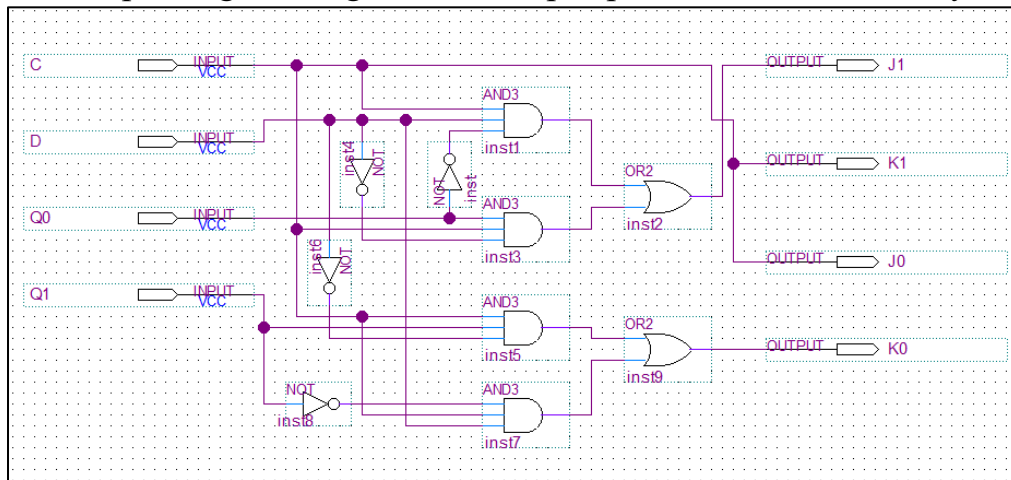 C INPUT VCC OUTPUT J1
AND3
D INPUT VCC inst4 NOT inst1
NOT inst OUTPUT K1
OR2
AND3
Q0 INPUT VCC inst2
inst6 NOT inst3 OUTPUT J0
Q1 INPUT VCC AND3
OR2
inst5 OUTPUT K0
NOT AND3 inst9
inst8 inst7